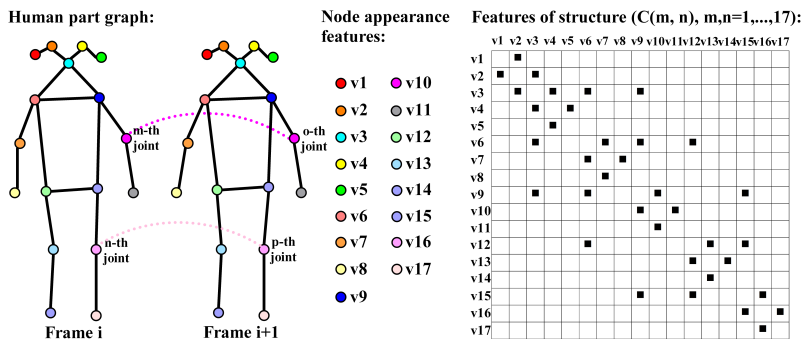 Human part graph:
m-th
joint
o-th
joint
n-th
joint
p-th
joint
Frame i
Frame i+1
Node appearance
features:
v1
v2
v3
v4
v5
v6
v7
v8
v9
v10
v11
v12
v13
v14
v15
v16
v17
Features of structure (C(m, n), m,n=1,...,17):
v1 v2 v3 v4 v5 v6 v7 v8 v9 v10 v11 v12 v13 v14 v15 v16 v17
v1
v2
v3
v4
v5
v6
v7
v8
v9
v10
v11
v12
v13
v14
v15
v16
v17